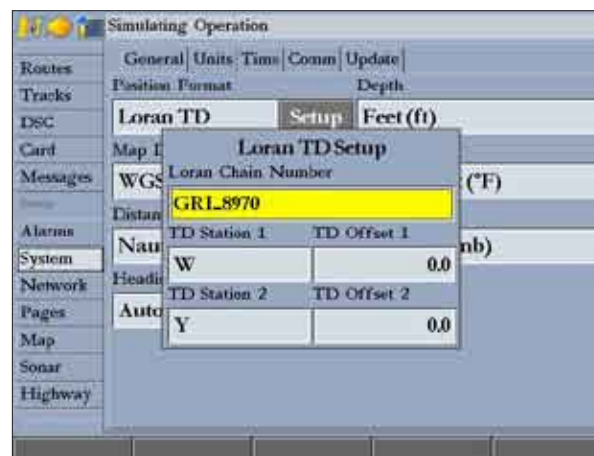 Simulating Operation
General Units Time Comm Update
Position Format Depth
Loran TD Setup Feet (ft)
Map
WGS (°F)
Distan
Nau nb)
Headi
Auto
Loran TD Setup
Loran Chain Number
GRI_8970
TD Station 1 TD Offset 1
W 0.0
TD Station 2 TD Offset 2
Y 0.0
Routes
Tracks
DSC
Card
Messages
Alarms
System
Network
Pages
Map
Sonar
Highway